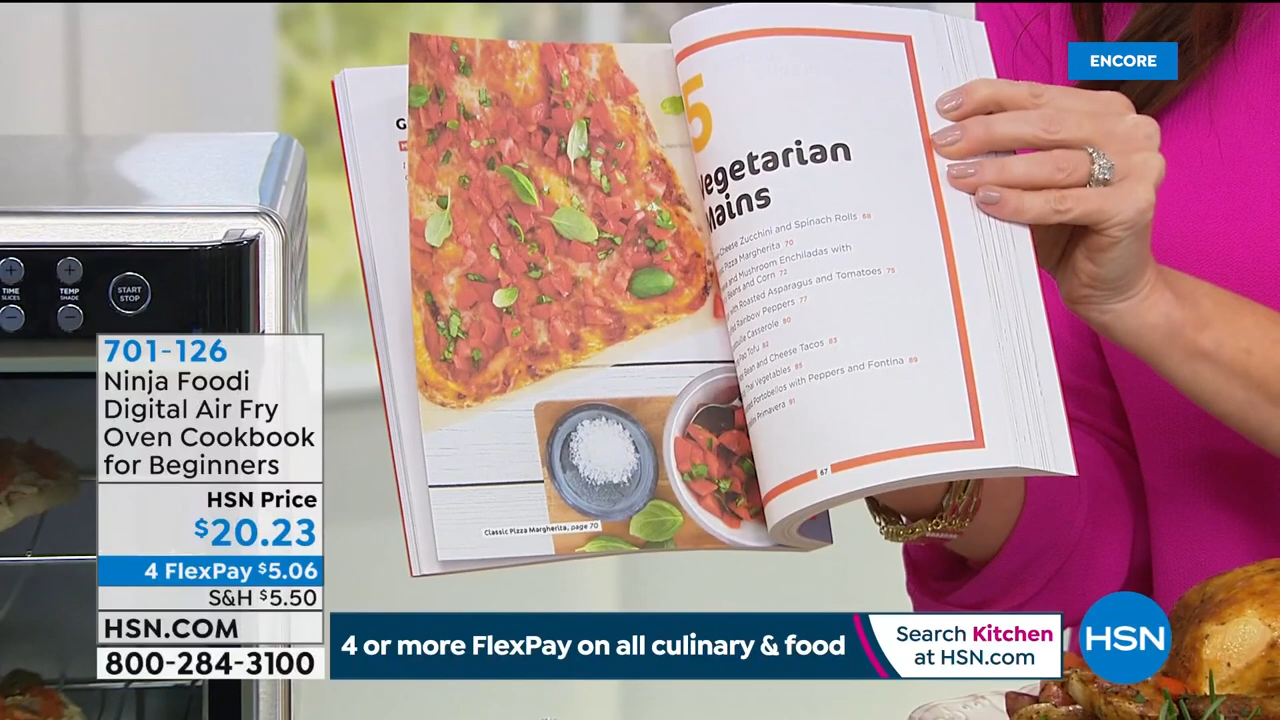 ENCORE
5
Vegetarian
Mains
Cheese Zucchini and Spinach Rolls 68
Pizza Margherita 70
and Mushroom Enchiladas with
Beans and Corn 72
with Roasted Asparagus and Tomatoes 75
Rainbow Peppers 77
Casserole 80
Tofu 82
Bean and Cheese Tacos 83
Thai Vegetables 85
Portobellos with Peppers and Fontina 89
Primavera 91
67
Classic Pizza Margherita, page 70
G
TIME
SLICES
TEMP
SHADE
START
STOP
701-126
Ninja Foodi
Digital Air Fry
Oven Cookbook
for Beginners
HSN Price
$20.23
4 FlexPay $5.06
S&H $5.50
HSN.COM
800-284-3100
4 or more FlexPay on all culinary & food
Search Kitchen
at HSN.com
HSN